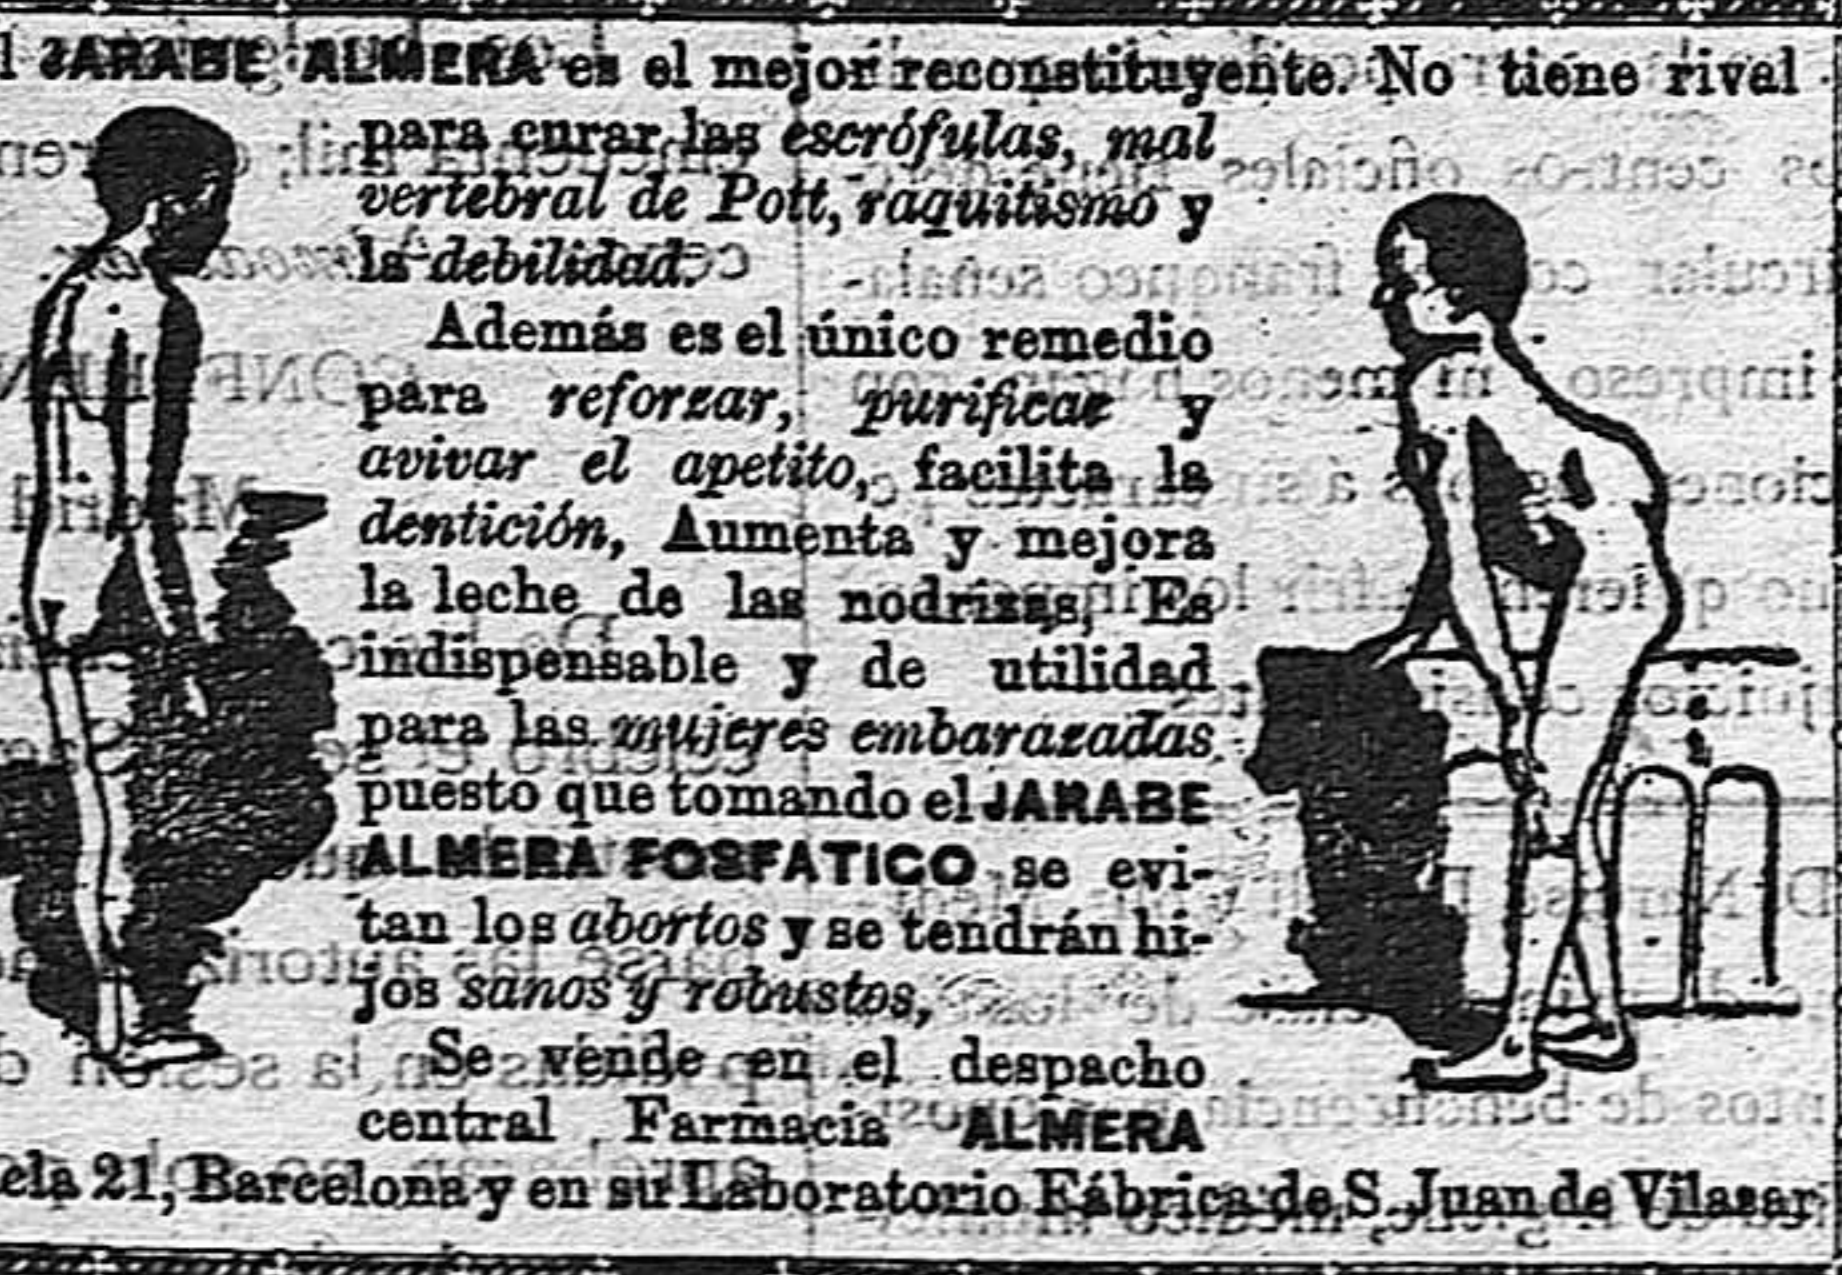 l JARABE ALMERA es el mejor reconstituyente. No tiene rival
para curar las escrófulas, mal
vertebral de Pott, raquitismo y
la debilidad.
Además es el único remedio
para reforzar, purificar y
avivar el apetito, facilita la
dentición, Aumenta y mejora
la leche de las nodrizas, Es
indispensable y de utilidad
para las mujeres embarazadas
puesto que tomando el JARABE
ALMERA FOSFATICO se evi-
tan los abortos y se tendrán hi-
jos sanos y robustos,
Se vende en el despacho
central Farmacia ALMERA
ela 21, Barcelona y en su Laboratorio Fábrica de S. Juan de Vilasar